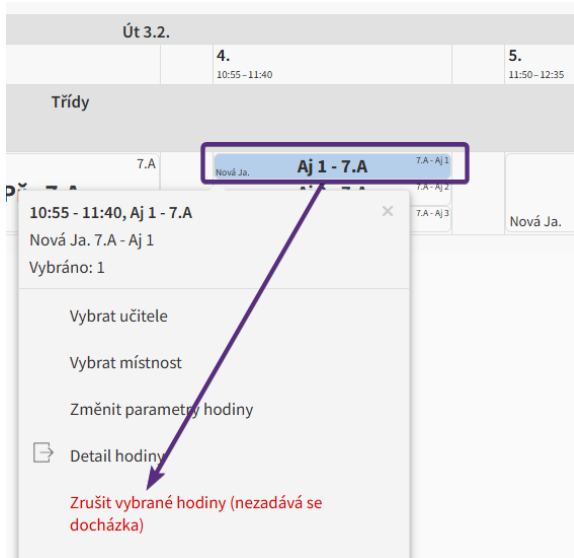 Út 3.2.
4.
10:55 - 11:40
5.
11:50 - 12:35
Třídy
7.A
Nová Ja.
Aj 1 - 7.A
7.A - Aj 1
7.A - Aj 2
7.A - Aj 3
Nová Ja.
10:55 - 11:40, Aj 1 - 7.A
×
Nová Ja. 7.A - Aj 1
Vybráno: 1
Vybrat učitele
Vybrat místnost
Změnit parametry hodiny
Detail hodiny
Zrušit vybrané hodiny (nezadává se
docházka)